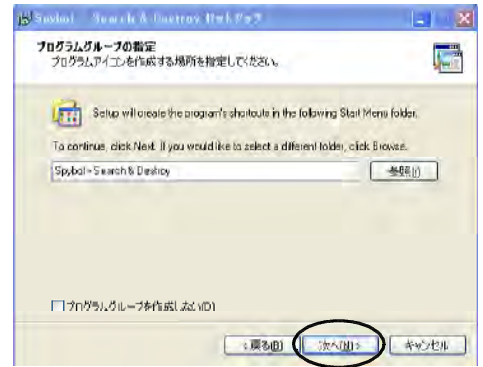 Spybot - Search & Destroy セットアップ
プログラムグループの指定
プログラムアイコンを作成する場所を指定してください。
Setup will create the program's shortcuts in the following Start Menu folder.
To continue, click Next. If you would like to select a different folder, click Browse.
Spybot - Search & Destroy
参照(r)
プログラムグループを作成しない(D)
< 戻る(B)
次へ(N) >
キャンセル